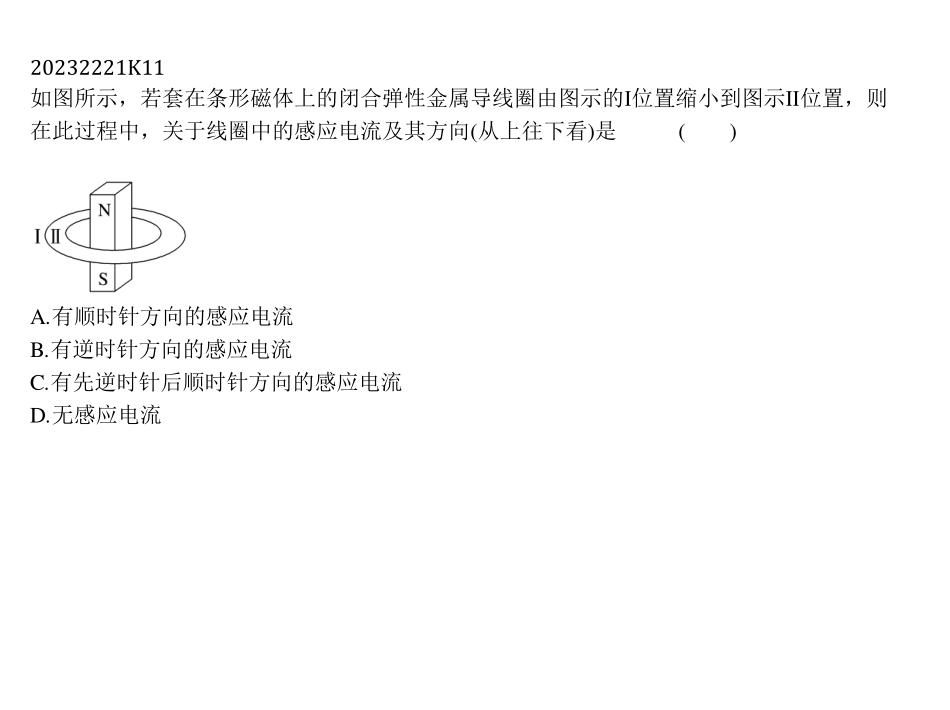 20232221K11
如图所示，若套在条形磁体上的闭合弹性金属导线圈由图示的Ⅰ位置缩小到图示Ⅱ位置，则
在此过程中，关于线圈中的感应电流及其方向(从上往下看)是 ( )
N
Ⅰ Ⅱ
S
A.有顺时针方向的感应电流
B.有逆时针方向的感应电流
C.有先逆时针后顺时针方向的感应电流
D.无感应电流